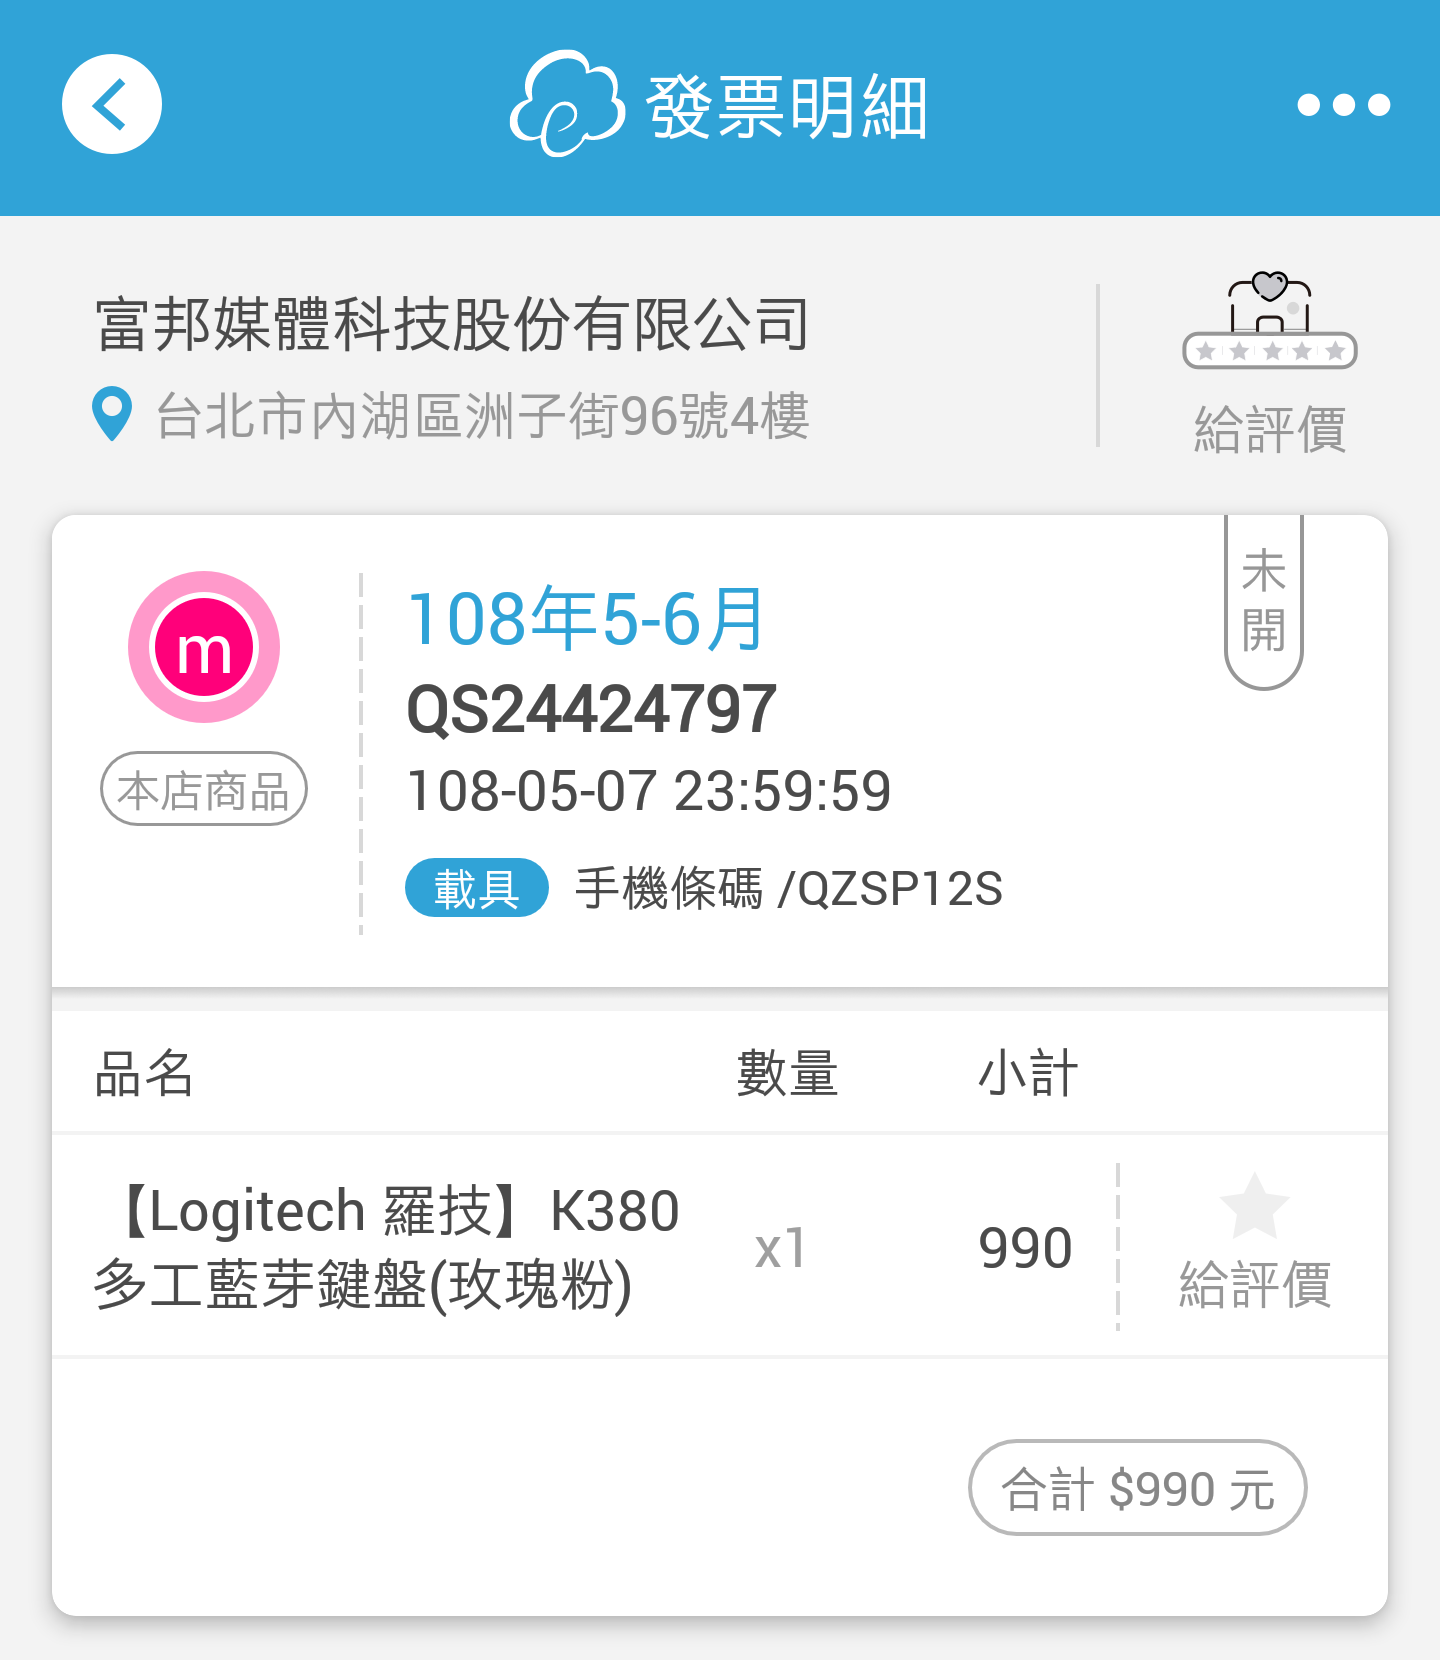 發票明細
富邦媒體科技股份有限公司
台北市內湖區洲子街96號4樓
給評價
m
本店商品
108年5-6月
QS24424797
108-05-07 23:59:59
載具 手機條碼 /QZSP12S
未開
品名 數量 小計
【Logitech 羅技】K380
多工藍芽鍵盤(玫瑰粉)
x1 990
給評價
合計 $990 元